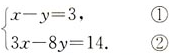 x-y=3, ①
3x-8y=14. ②